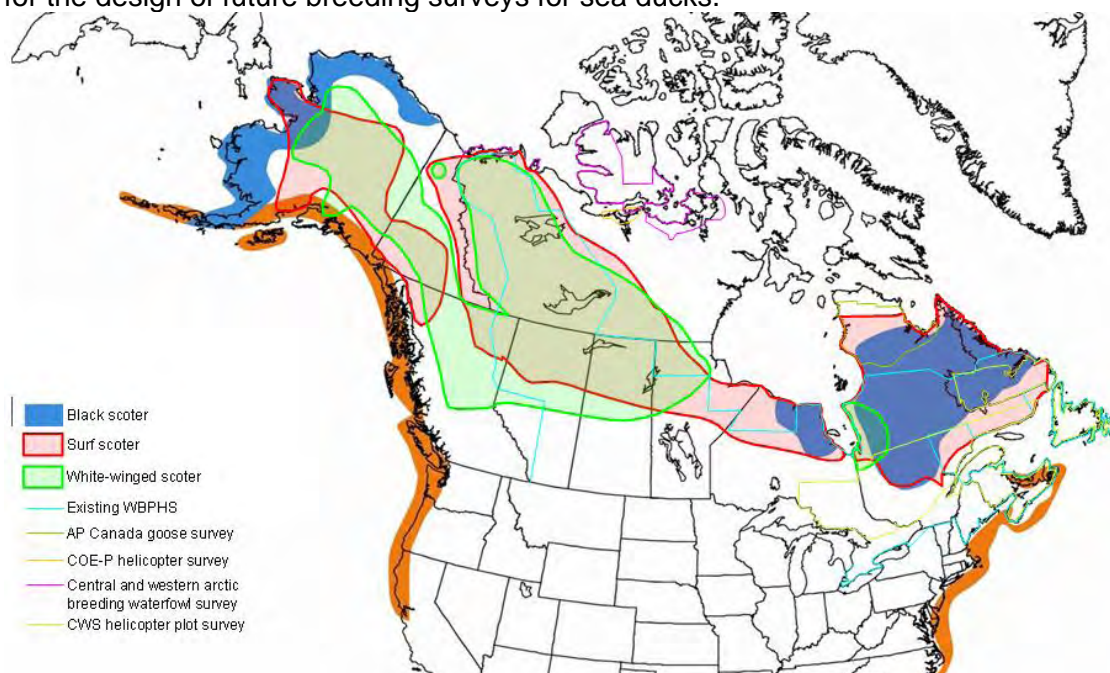 for the design of future breeding surveys for sea ducks.
Black scoter
Surf scoter
White-winged scoter
Existing WBPHS
AP Canada goose survey
COE-P helicopter survey
Central and western arctic
breeding waterfowl survey
CWS helicopter plot survey